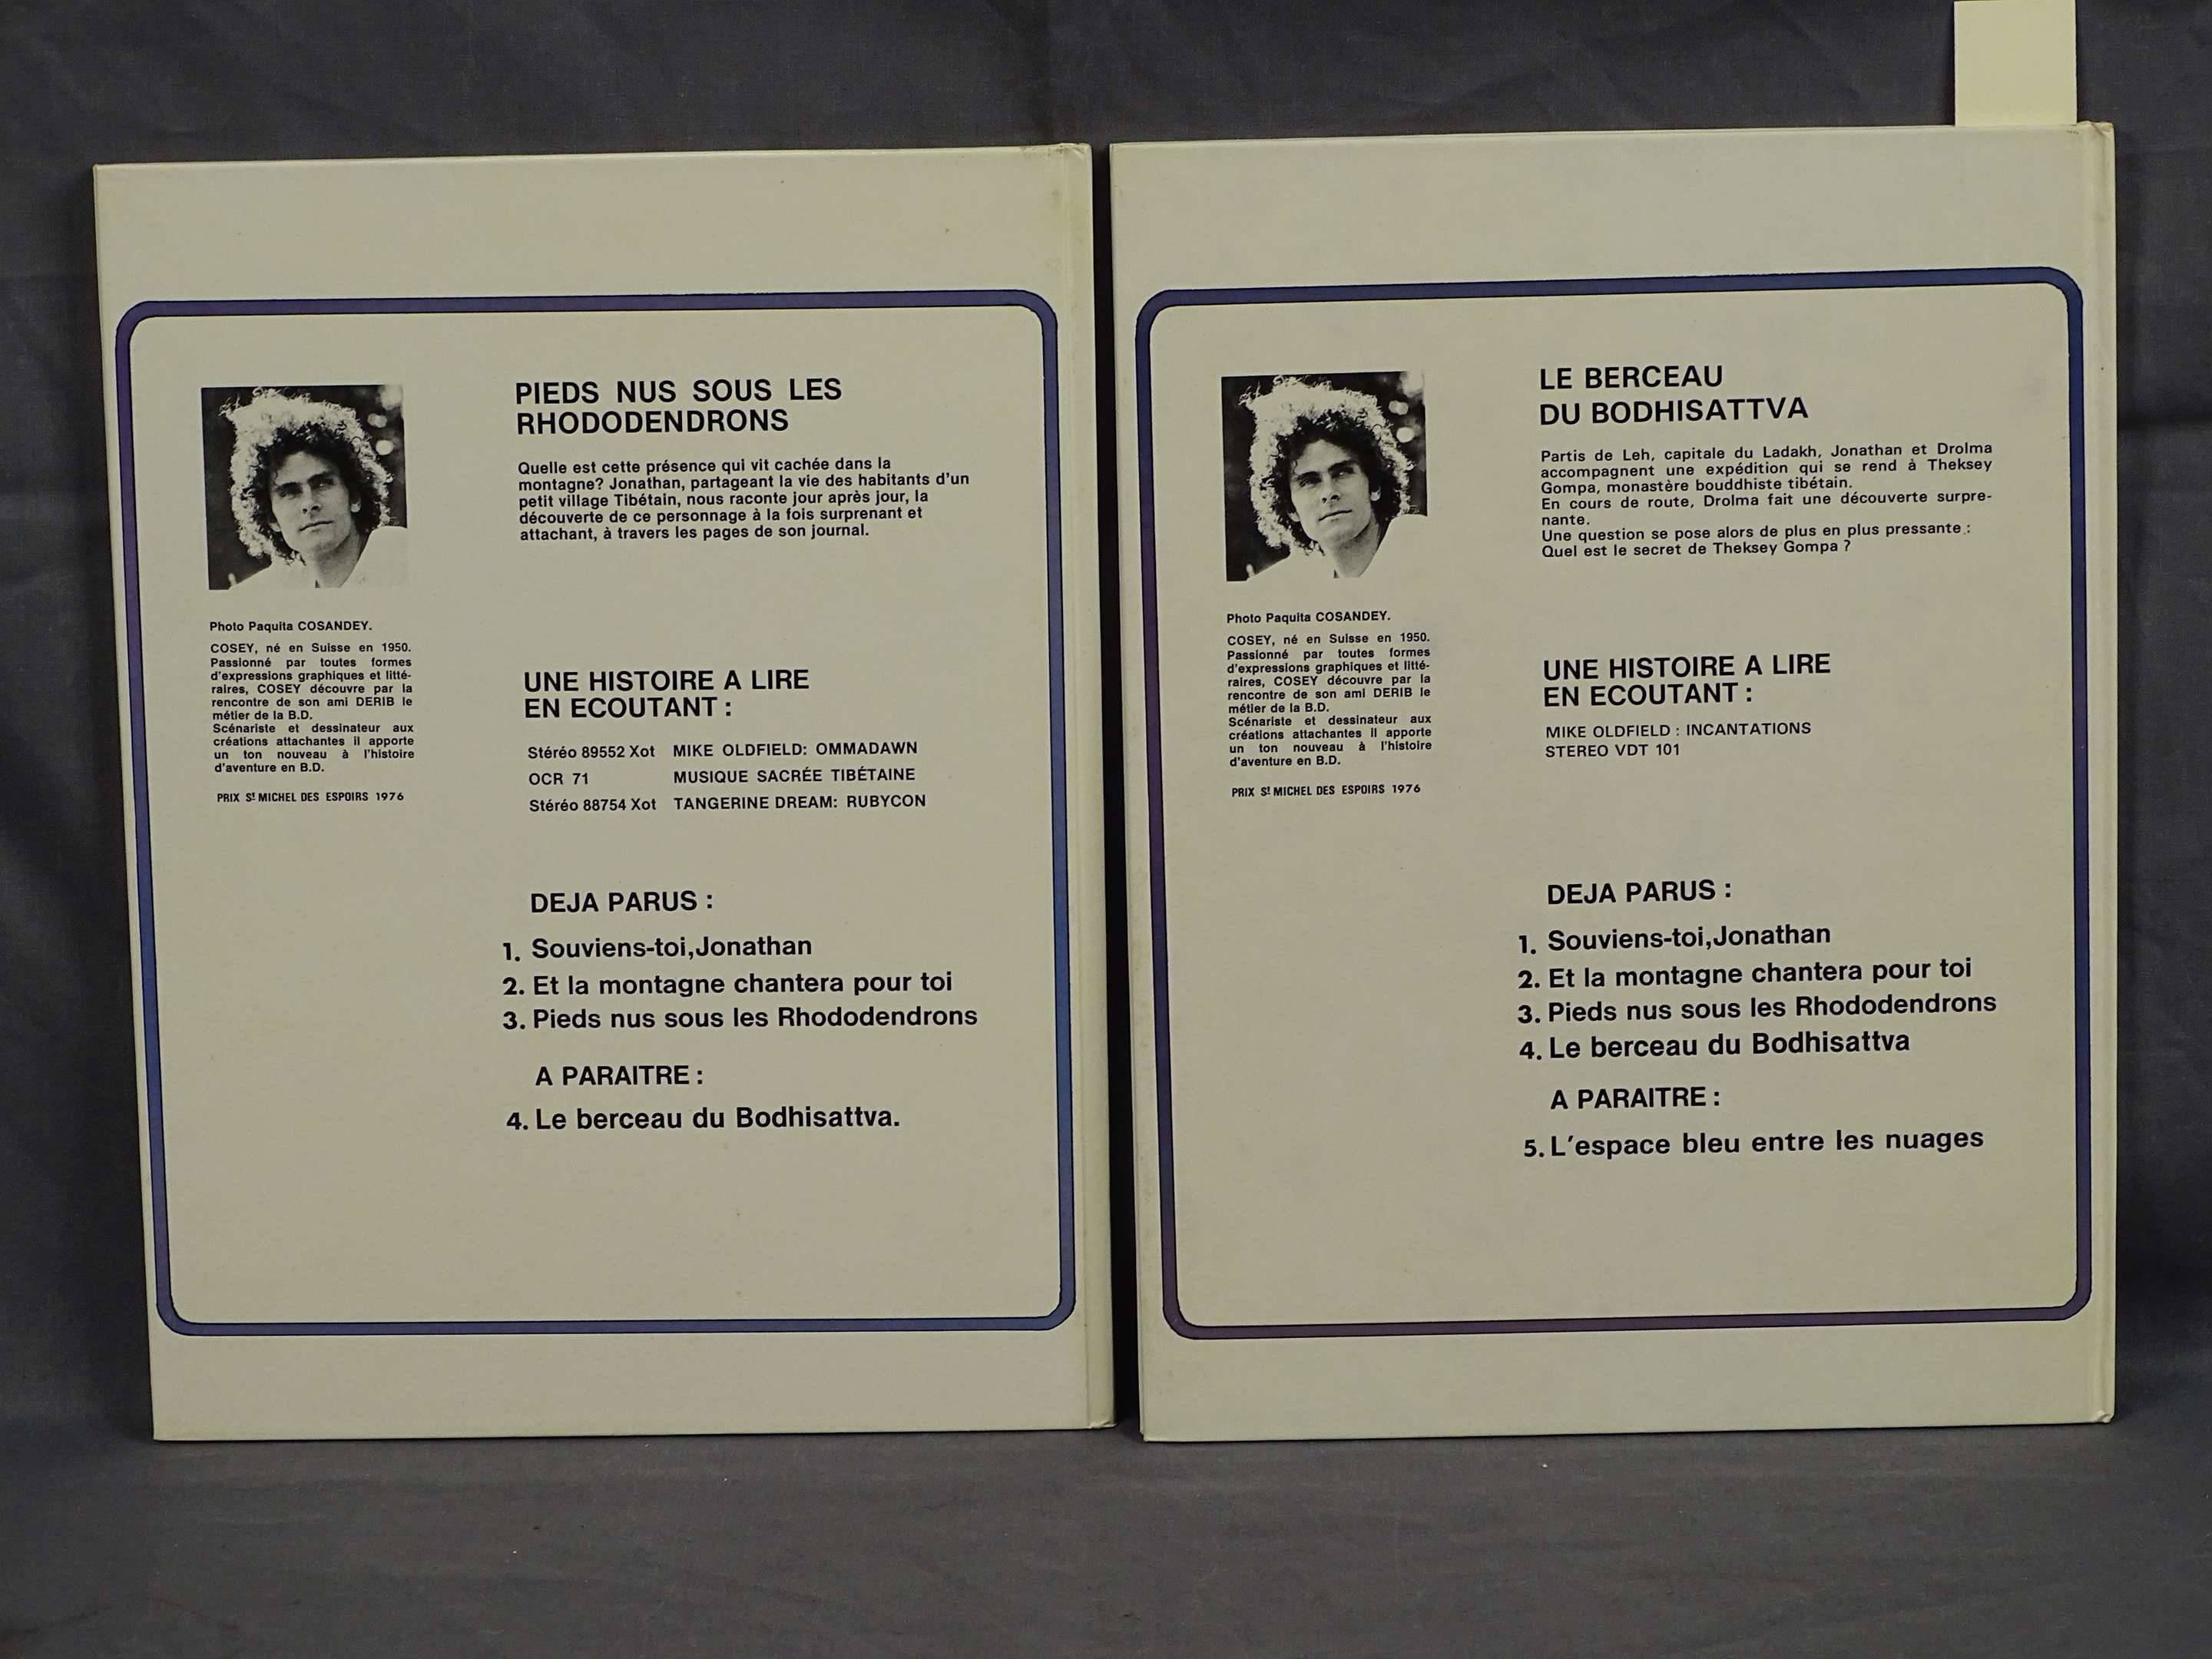 PIEDS NUS SOUS LES
RHODODENDRONS
Quelle est cette présence qui vit cachée dans la
montagne? Jonathan, partageant la vie des habitants d'un
petit village Tibétain, nous raconte jour après jour, la
découverte de ce personnage à la fois surprenant et
attachant, à travers les pages de son journal.
Photo Paquita COSANDEY.
COSEY, né en Suisse en 1950.
Passionné par toutes formes
d'expressions graphiques et litté-
raires, COSEY découvre par la
rencontre de son ami DERIB le
métier de la B.D.
Scénariste et dessinateur aux
créations attachantes il apporte
un ton nouveau à l'histoire
d'aventure en B.D.
PRIX St MICHEL DES ESPOIRS 1976
UNE HISTOIRE A LIRE
EN ECOUTANT :
Stéréo 89552 Xot MIKE OLDFIELD: OMMADAWN
OCR 71 MUSIQUE SACRÉE TIBÉTAINE
Stéréo 88754 Xot TANGERINE DREAM: RUBYCON
DEJA PARUS :
1. Souviens-toi,Jonathan
2. Et la montagne chantera pour toi
3. Pieds nus sous les Rhododendrons
A PARAITRE :
4. Le berceau du Bodhisattva.
LE BERCEAU
DU BODHISATTVA
Partis de Leh, capitale du Ladakh, Jonathan et Drolma
accompagnent une expédition qui se rend à Theksey
Gompa, monastère bouddhiste tibétain.
En cours de route, Drolma fait une découverte surpre-
nante.
Une question se pose alors de plus en plus pressante :
Quel est le secret de Theksey Gompa ?
Photo Paquita COSANDEY.
COSEY, né en Suisse en 1950.
Passionné par toutes formes
d'expressions graphiques et litté-
raires, COSEY découvre par la
rencontre de son ami DERIB le
métier de la B.D.
Scénariste et dessinateur aux
créations attachantes il apporte
un ton nouveau à l'histoire
d'aventure en B.D.
PRIX St MICHEL DES ESPOIRS 1976
UNE HISTOIRE A LIRE
EN ECOUTANT :
MIKE OLDFIELD : INCANTATIONS
STEREO VDT 101
DEJA PARUS :
1. Souviens-toi,Jonathan
2. Et la montagne chantera pour toi
3. Pieds nus sous les Rhododendrons
4. Le berceau du Bodhisattva
A PARAITRE :
5. L'espace bleu entre les nuages